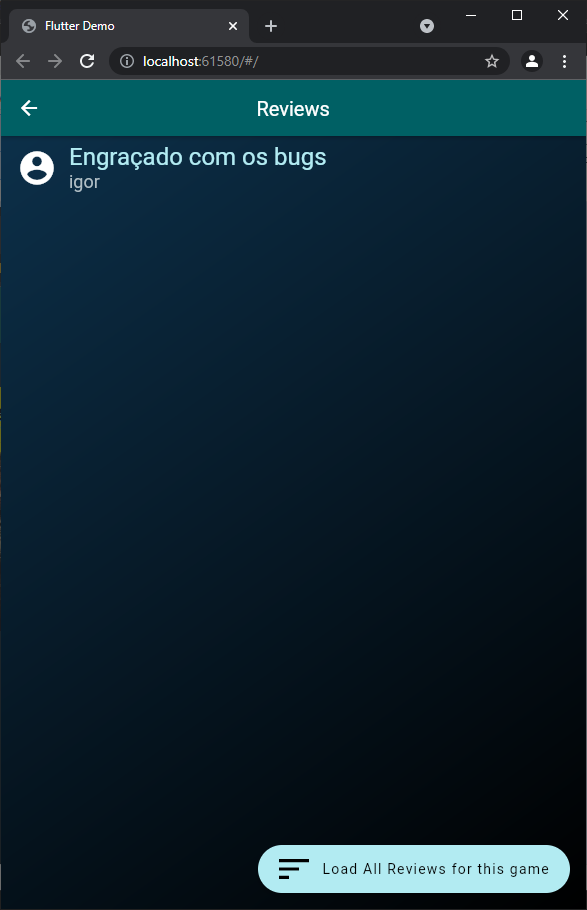 Flutter Demo
localhost:61580/#/
Reviews
Engraçado com os bugs
igor
Load All Reviews for this game